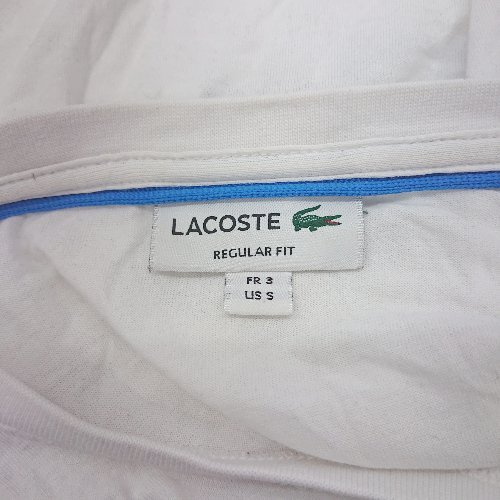 LACOSTE
REGULAR FIT
FR 3
US S